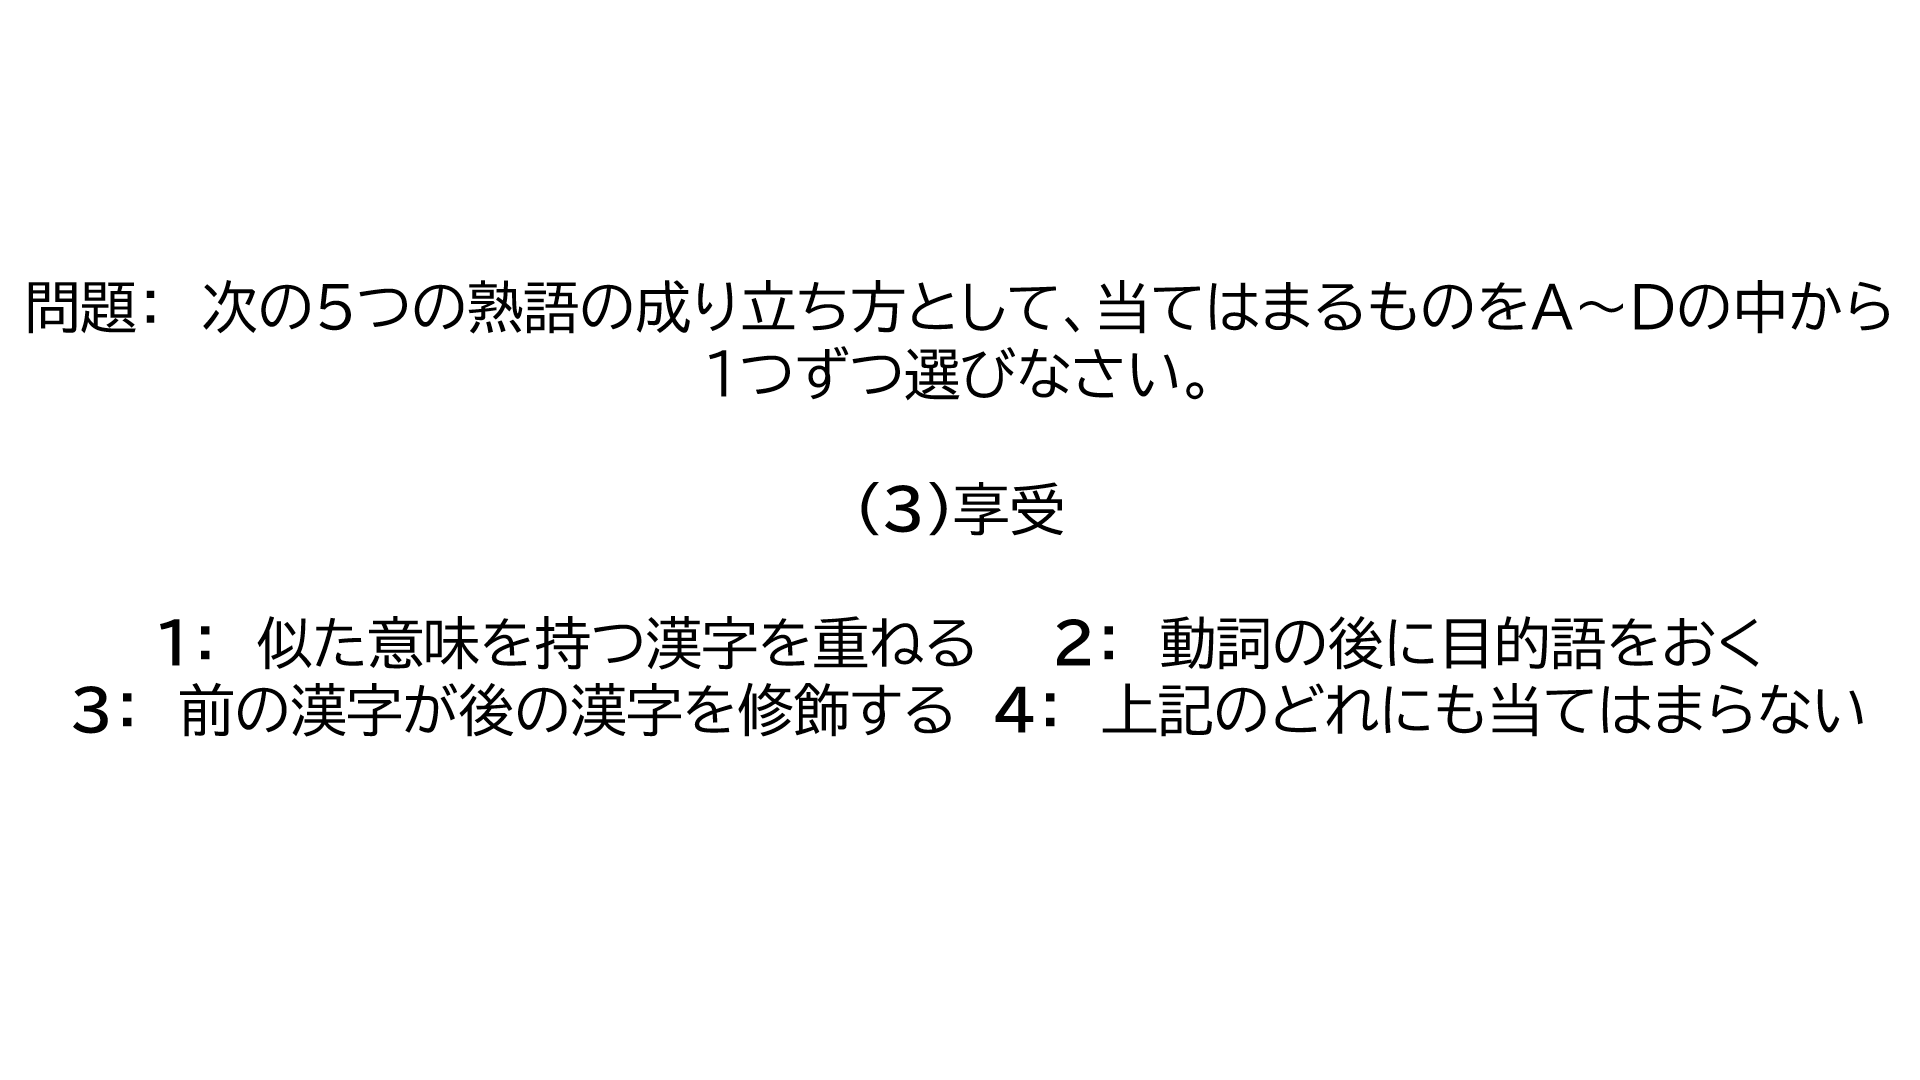 問題：　次の５つの熟語の成り立ち方として、当てはまるものをA～Dの中から
１つずつ選びなさい。
（３）享受
１：　似た意味を持つ漢字を重ねる　２：　動詞の後に目的語をおく
３：　前の漢字が後の漢字を修飾する　４：　上記のどれにも当てはまらない